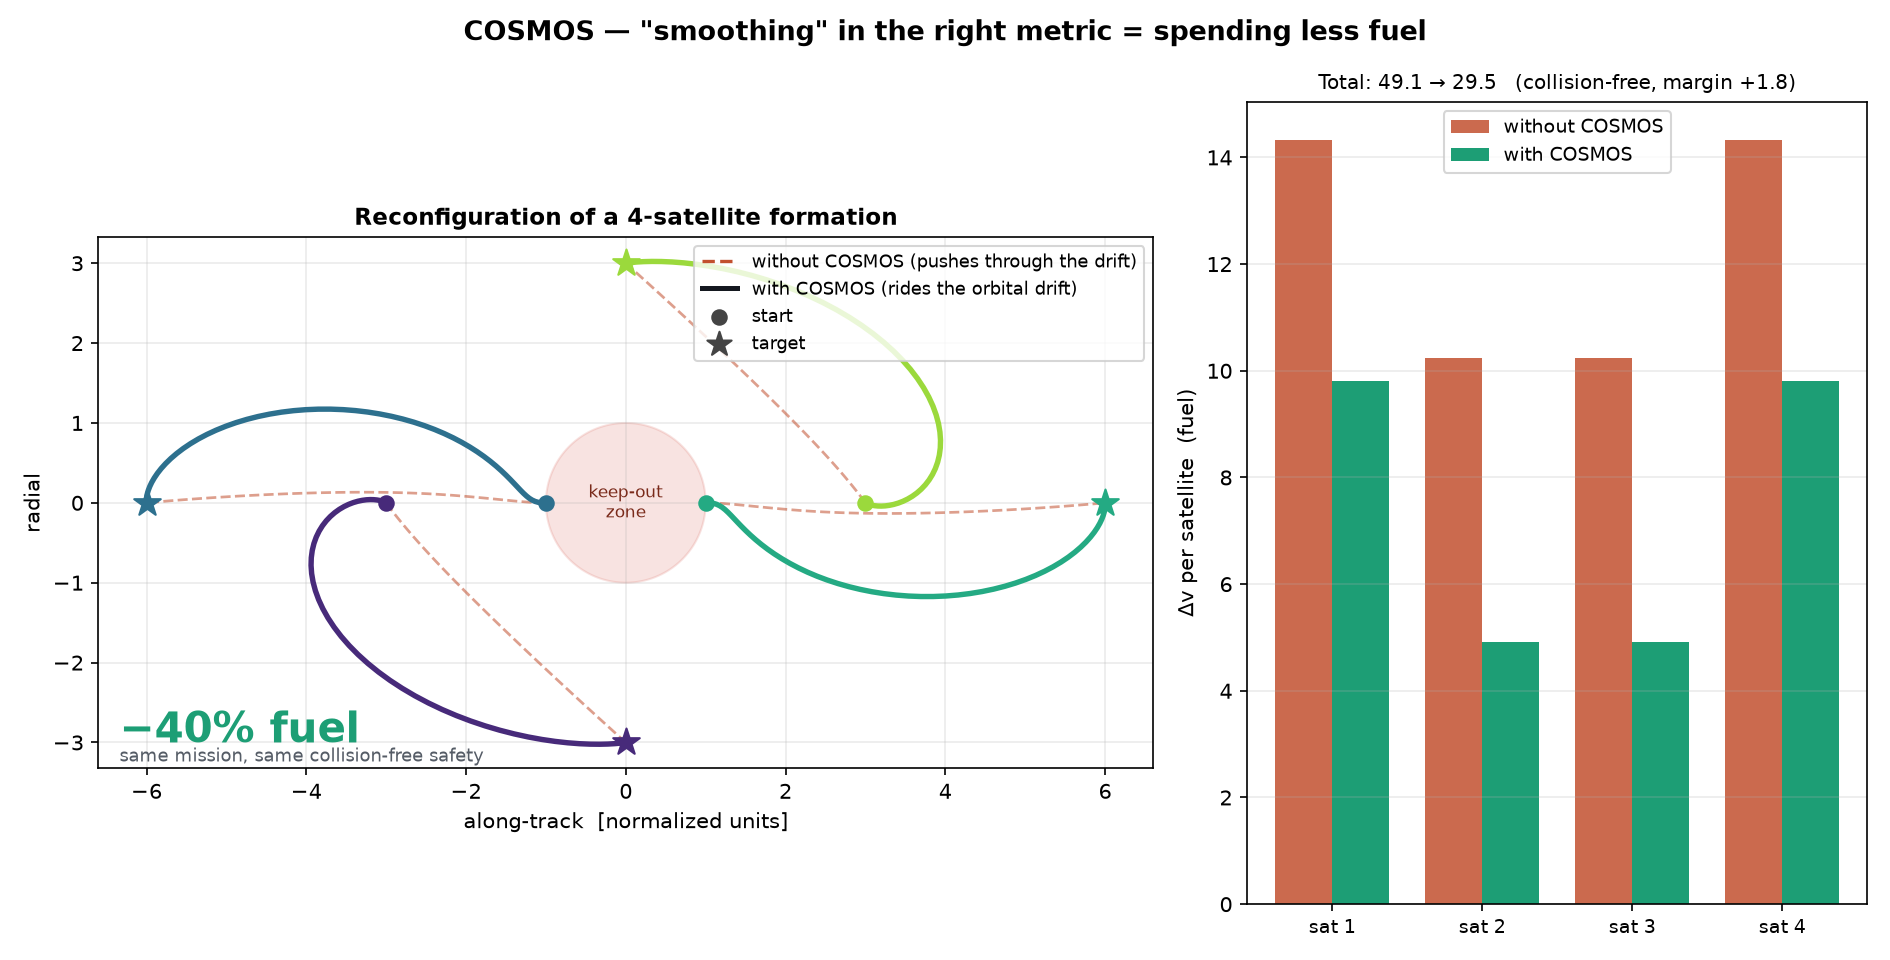 COSMOS — "smoothing" in the right metric = spending less fuel
Reconfiguration of a 4-satellite formation
without COSMOS (pushes through the drift)
with COSMOS (rides the orbital drift)
start
target
keep-out
zone
−40% fuel
same mission, same collision-free safety
radial
3
2
1
0
−1
−2
−3
−6
−4
−2
0
2
4
6
along-track [normalized units]
Total: 49.1 → 29.5 (collision-free, margin +1.8)
without COSMOS
with COSMOS
Δv per satellite (fuel)
14
12
10
8
6
4
2
0
sat 1
sat 2
sat 3
sat 4